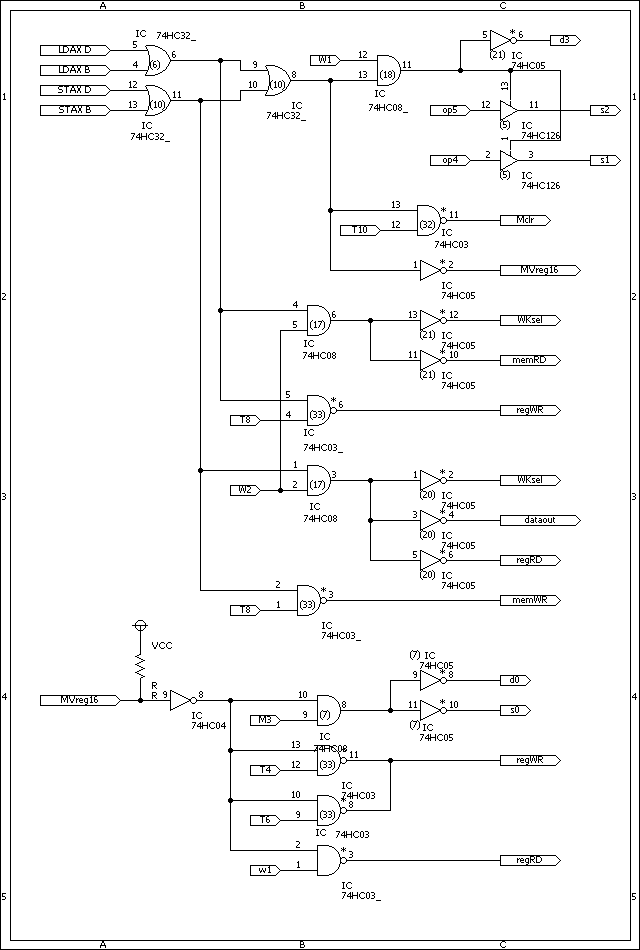 A B C
IC 74HC32_
LDAX D 5 6
LDAX B 4 (6)
STAX D 12 11
STAX B 13 (10)
IC
74HC32_
9 8
10 (10)
IC
74HC32_
W1 12 11
13 (18)
IC
74HC08_
5 * 6 d3
(21) IC
74HC05
13
op5 12 11 s2
(5) IC
74HC126
1
op4 2 3 s1
(5) IC
74HC126
1 1
13 * 11 Mclr
T10 12 (32)
IC
74HC03
1 * 2 MVreg16
IC
74HC05
2 2
4 6
5 (17)
IC
74HC08
13 * 12 WKsel
(21) IC
74HC05
11 * 10 memRD
(21) IC
74HC05
5 * 6 regWR
T8 4 (33)
IC
74HC03_
1 3
W2 2 (17)
IC
74HC08
1 * 2 WKsel
(20) IC
74HC05
3 3
3 * 4 dataout
(20) IC
74HC05
5 * 6 regRD
(20) IC
74HC05
2 * 3 memWR
T8 1 (33)
IC
74HC03_
VCC
R
R
MVreg16 9 8
IC
74HC04
4 4
10 8
M3 9 (7)
IC
74HC08
(7) IC
74HC05
9 * 8 d0
11 * 10 s0
(7) IC
74HC05
13 * 11 regWR
T4 12 (33)
IC
74HC03
10 * 8
T6 9 (33)
IC 74HC03
2 * 3 regRD
w1 1
IC
74HC03_
5 5
A B C